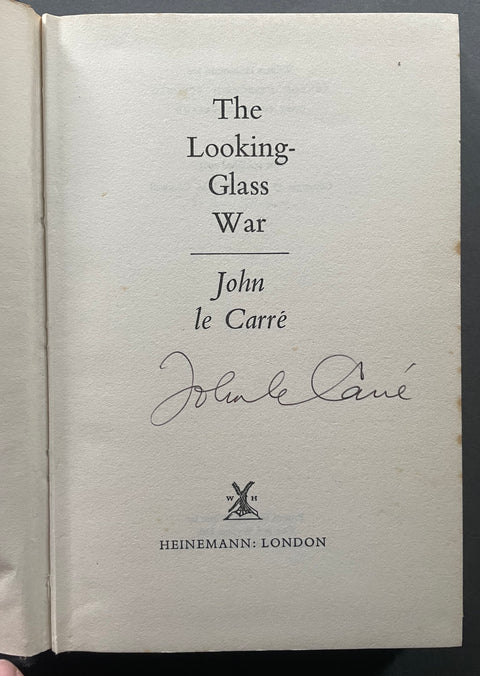 The
Looking-
Glass
War
John
le Carré
John le Carré
W H
HEINEMANN: LONDON